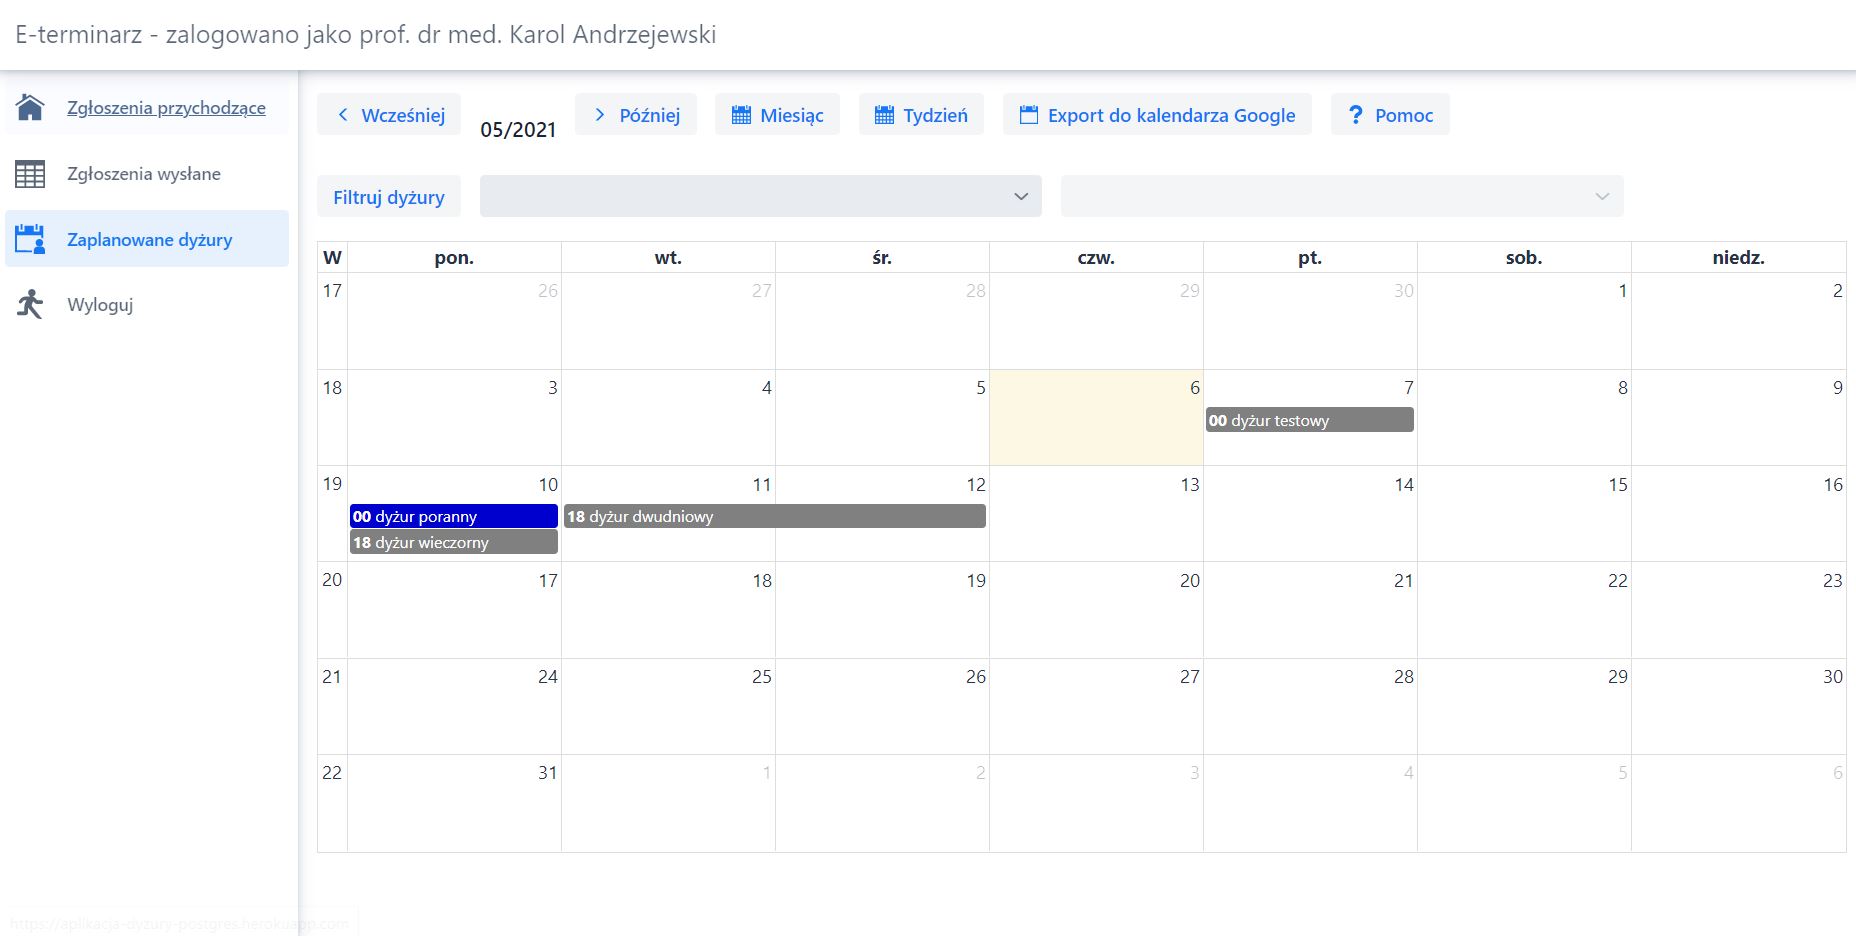 E-terminarz - zalogowano jako prof. dr med. Karol Andrzejewski
Zgłoszenia przychodzące
Zgłoszenia wysłane
Zaplanowane dyżury
Wyloguj
Wcześniej 05/2021 Później Miesiąc Tydzień Export do kalendarza Google ? Pomoc
Filtruj dyżury
W pon. wt. śr. czw. pt. sob. niedz.
17 26 27 28 29 30 1 2
18 3 4 5 6 7 8 9
00 dyżur testowy
19 10 11 12 13 14 15 16
00 dyżur poranny 18 dyżur dwudniowy
18 dyżur wieczorny
20 17 18 19 20 21 22 23
21 24 25 26 27 28 29 30
22 31 1 2 3 4 5 6
https://aplikacja-dyzury-postgres.herokuapp.com